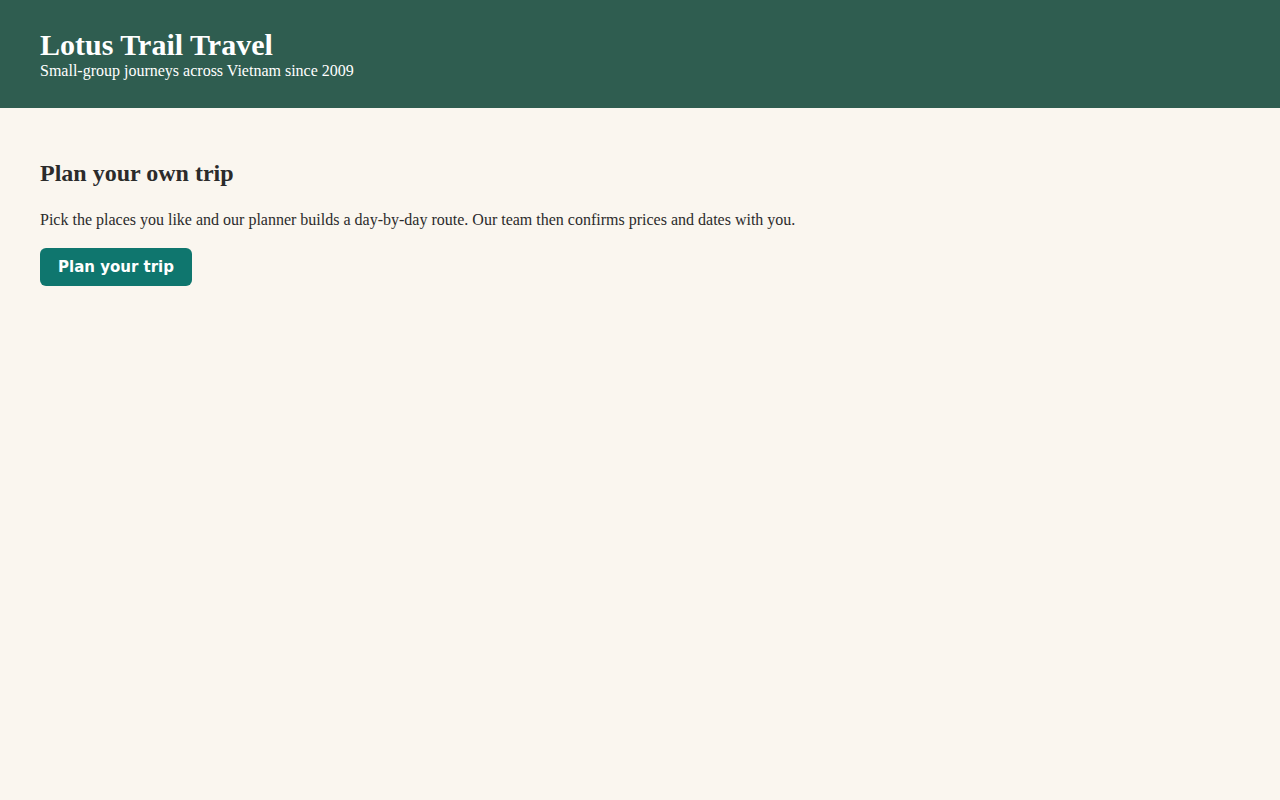 Lotus Trail Travel
Small-group journeys across Vietnam since 2009
Plan your own trip
Pick the places you like and our planner builds a day-by-day route. Our team then confirms prices and dates with you.
Plan your trip